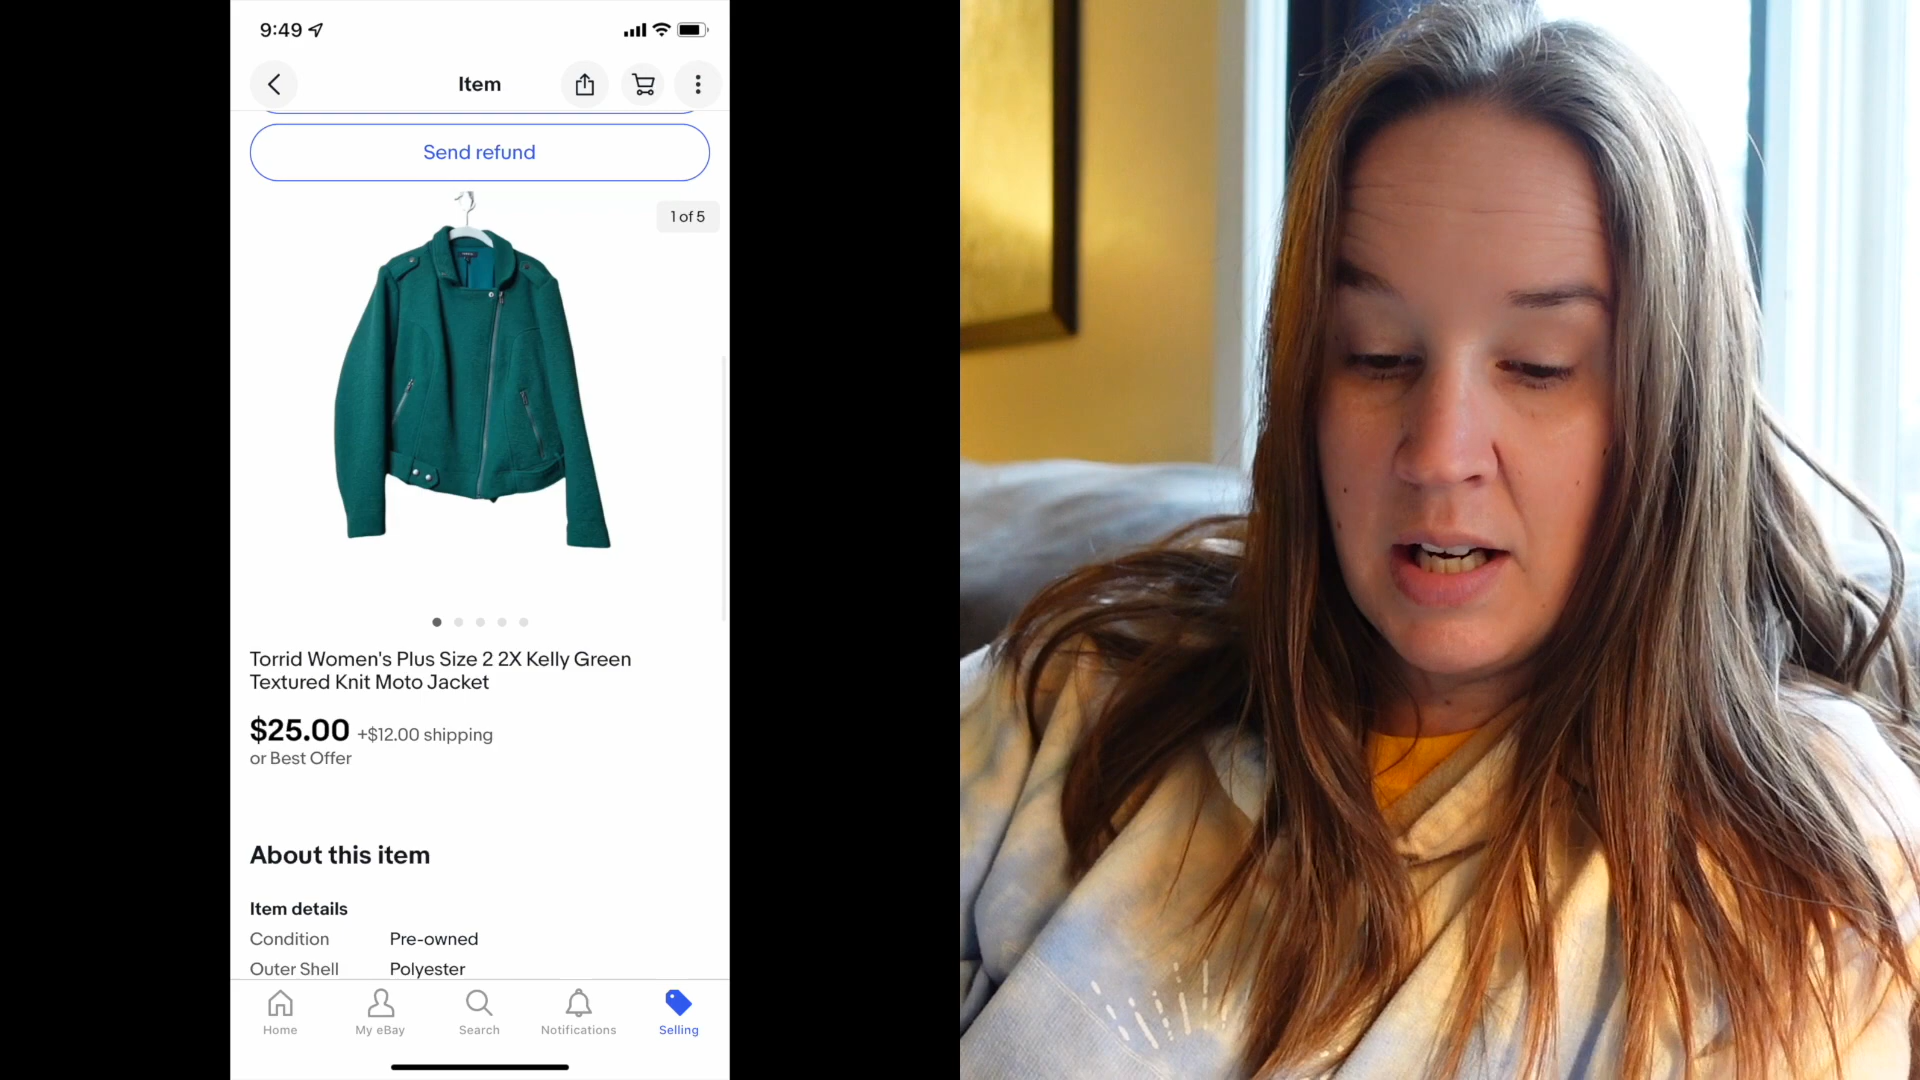 9:49
Item
Send refund
1 of 5
Torrid Women's Plus Size 2 2X Kelly Green
Textured Knit Moto Jacket
$25.00 +$12.00 shipping
or Best Offer
About this item
Item details
Condition Pre-owned
Outer Shell Polyester
Home My eBay Search Notifications Selling